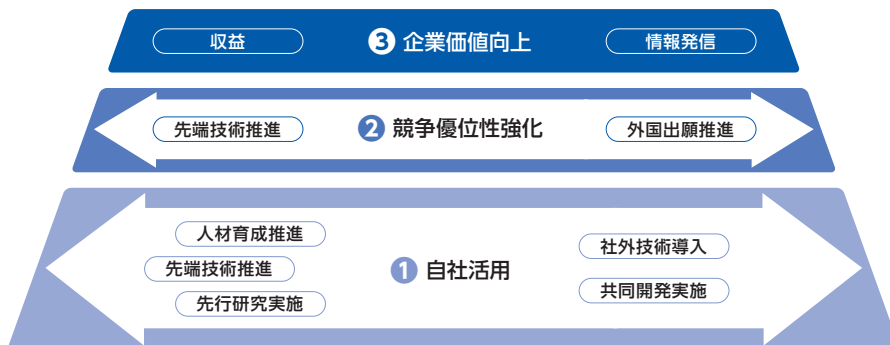 収益
❸ 企業価値向上
情報発信
先端技術推進
❷ 競争優位性強化
外国出願推進
人材育成推進
先端技術推進
先行研究実施
❶ 自社活用
社外技術導入
共同開発実施